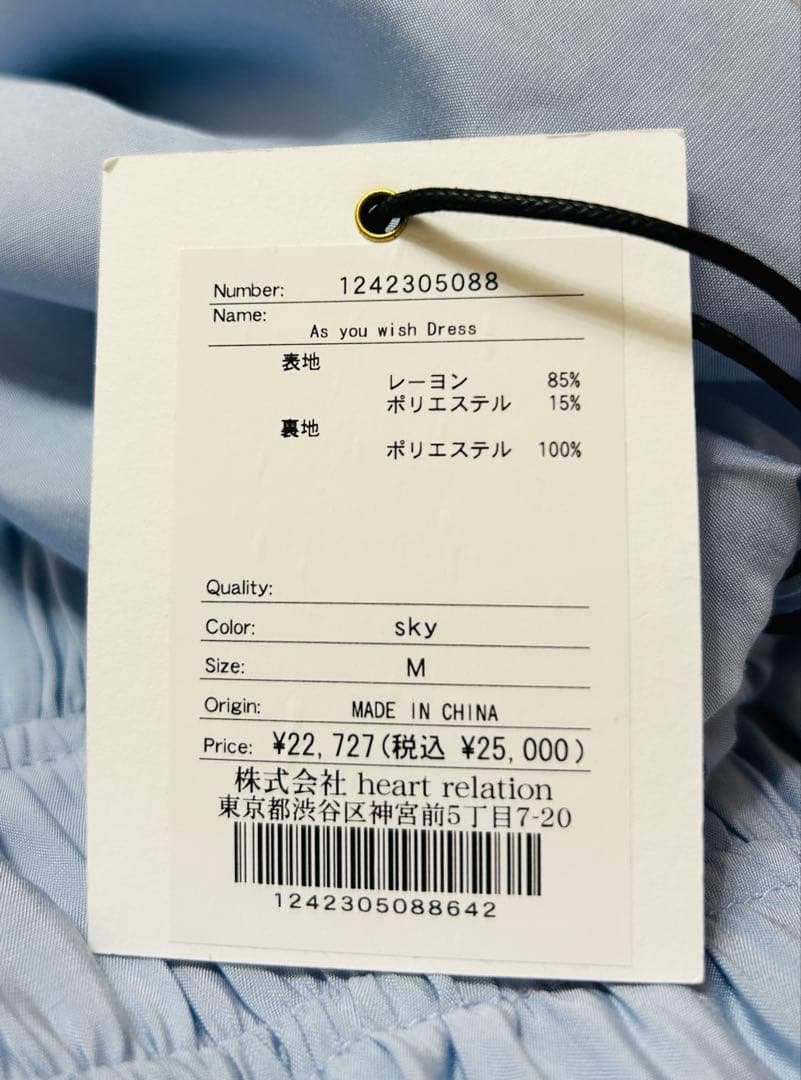 Number: 1242305088
Name:
As you wish Dress
表地
レーヨン 85%
ポリエステル 15%
裏地
ポリエステル 100%
Quality:
Color: sky
Size: M
Origin: MADE IN CHINA
Price: ¥22,727(税込 ¥25,000)
株式会社 heart relation
東京都渋谷区神宮前5丁目7-20
1242305088642